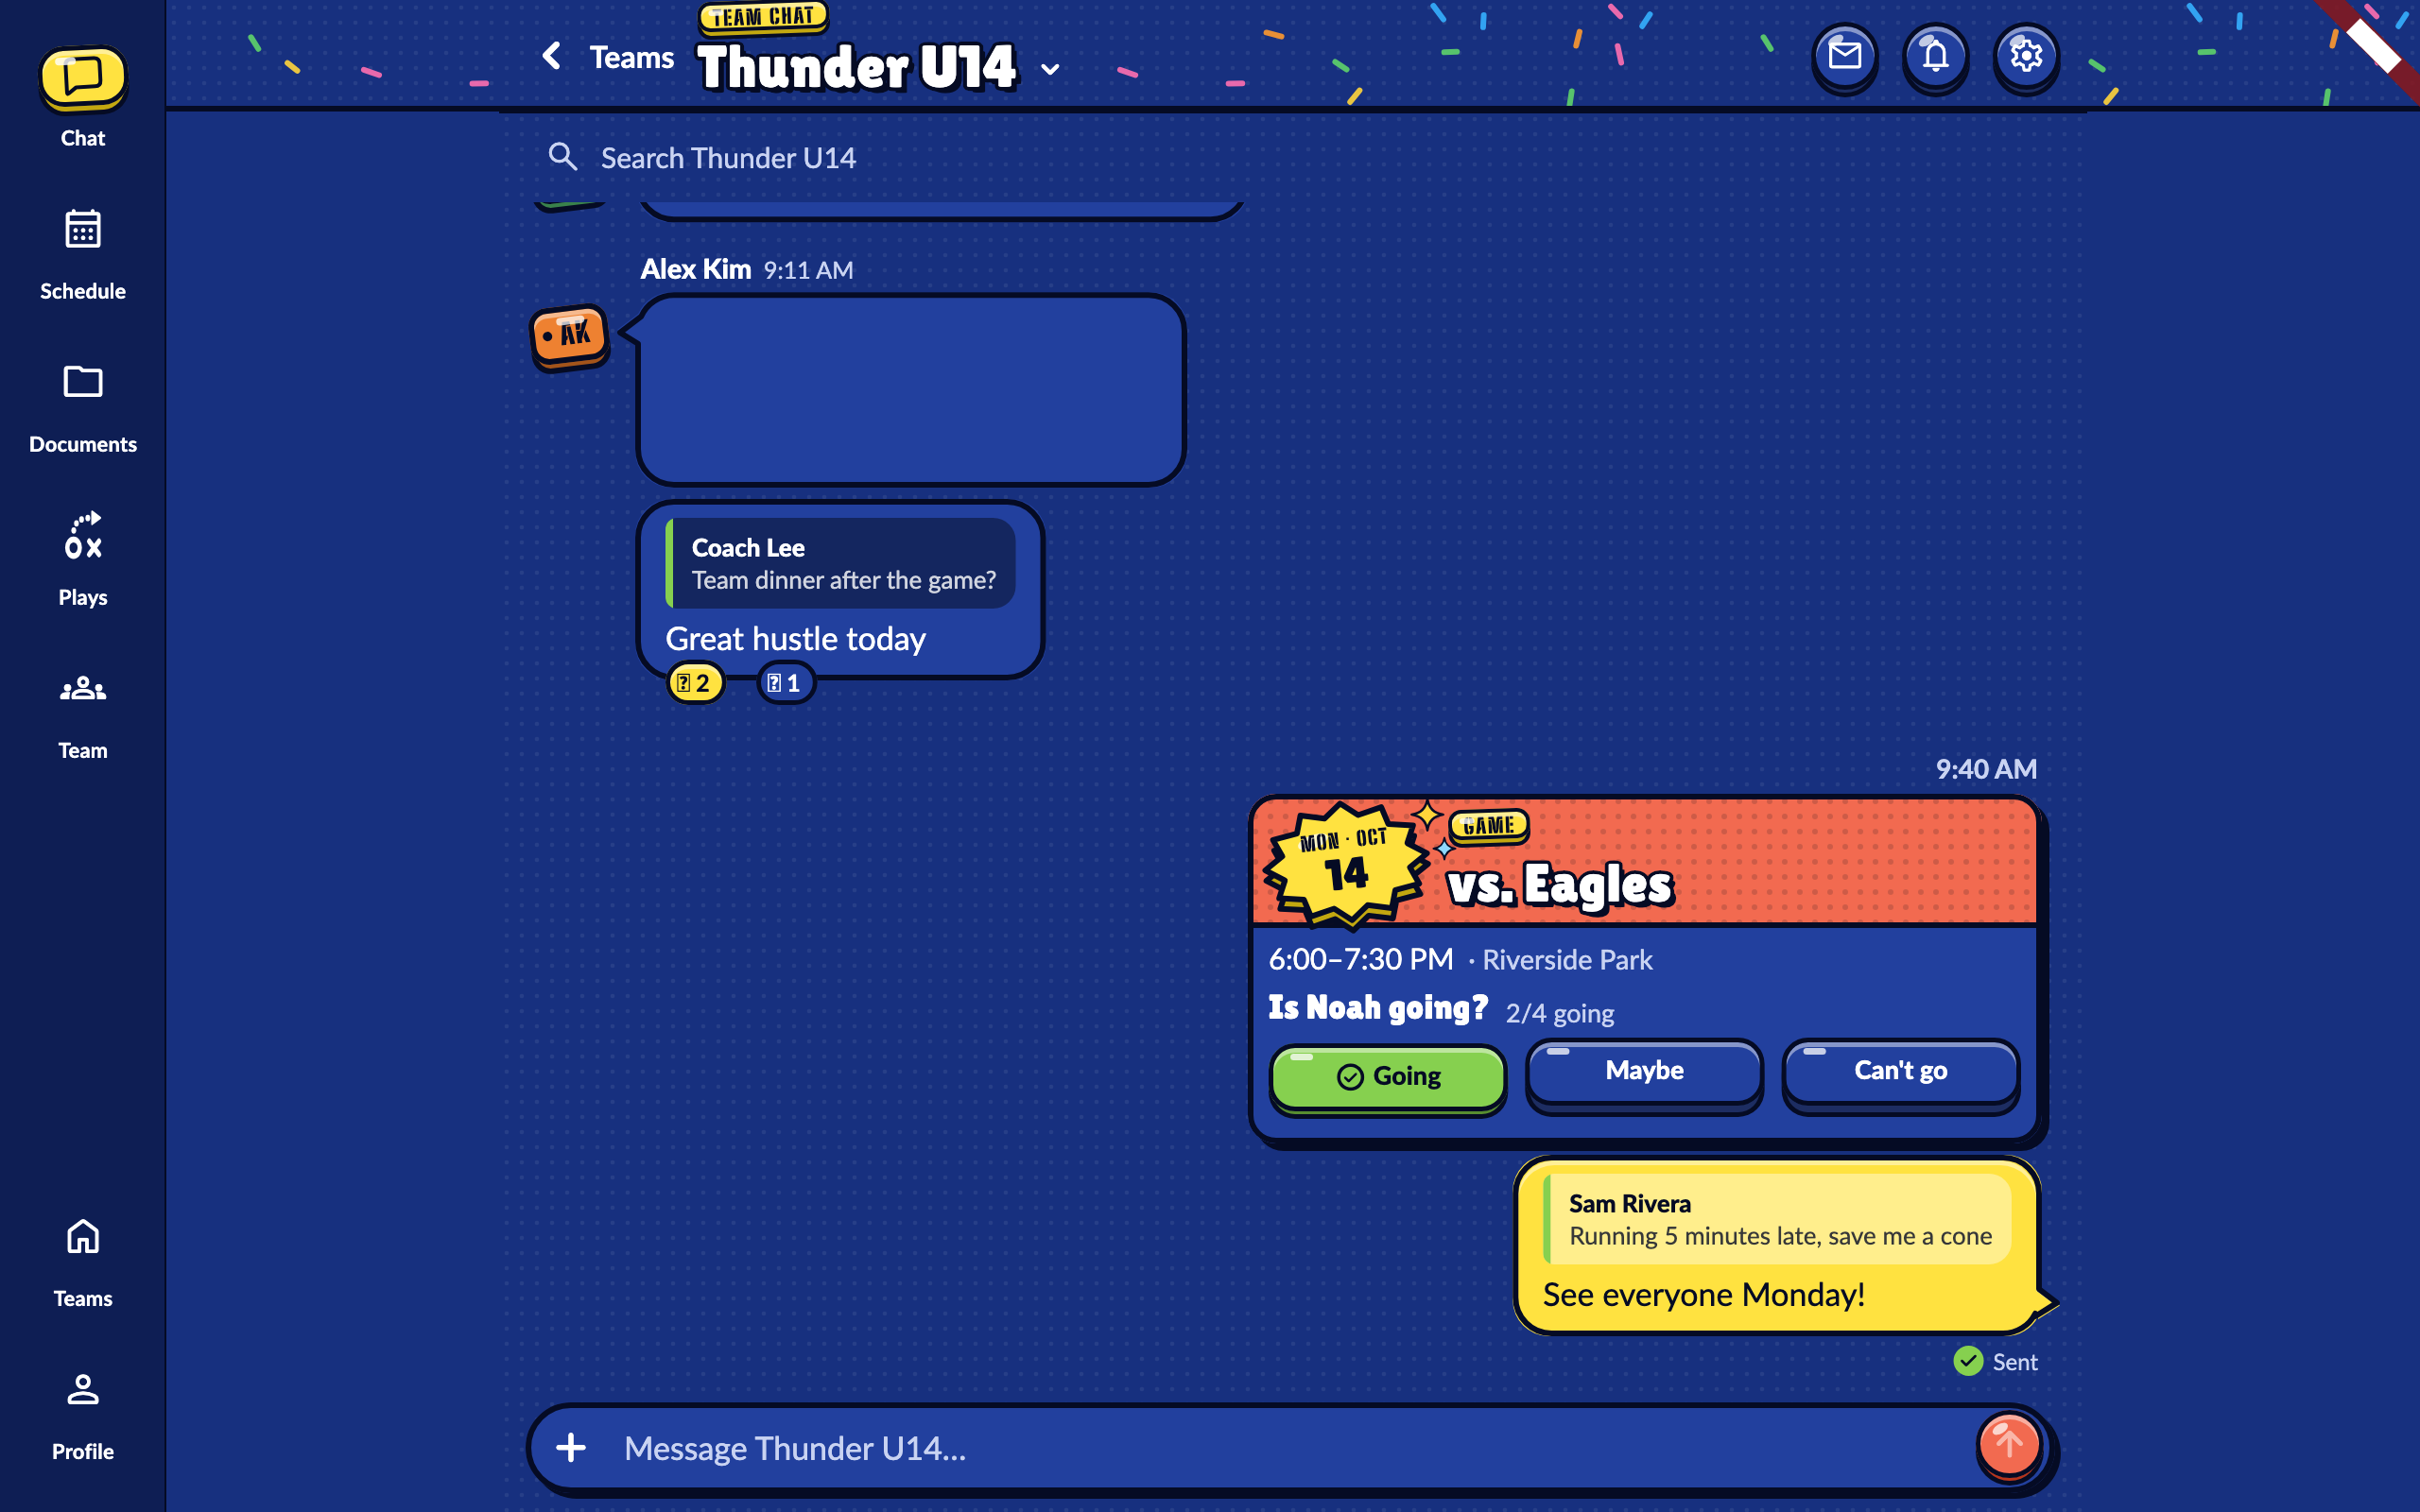 TEAM CHAT
Teams
Thunder U14
Chat
Schedule
Documents
Plays
Team
Teams
Profile
Search Thunder U14
Alex Kim 9:11 AM
AK
Coach Lee
Team dinner after the game?
Great hustle today
2
1
9:40 AM
MON · OCT
14
GAME
vs. Eagles
6:00–7:30 PM · Riverside Park
Is Noah going? 2/4 going
Going
Maybe
Can't go
Sam Rivera
Running 5 minutes late, save me a cone
See everyone Monday!
Sent
Message Thunder U14...